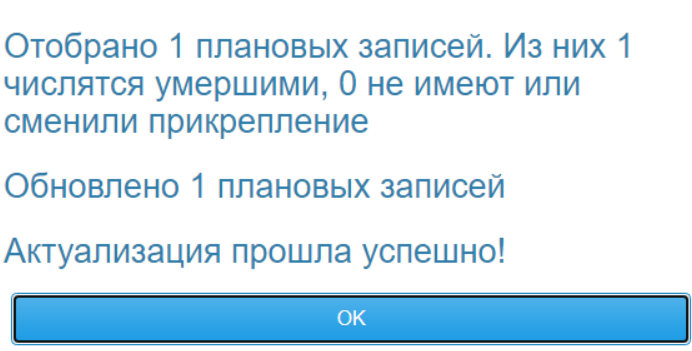 Отобрано 1 плановых записей. Из них 1
числятся умершими, 0 не имеют или
сменили прикрепление
Обновлено 1 плановых записей
Актуализация прошла успешно!
OK